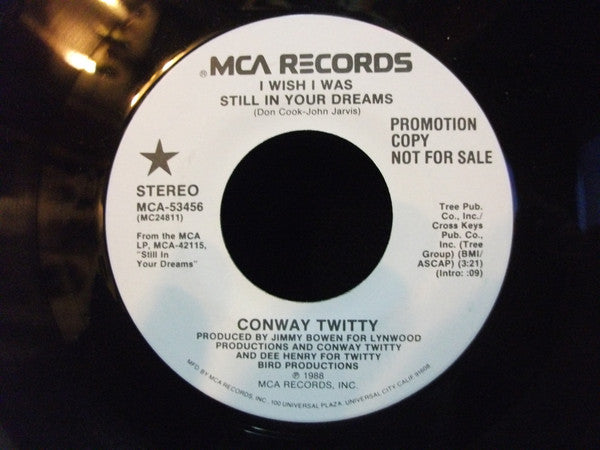 ® MCA RECORDS
I WISH I WAS
STILL IN YOUR DREAMS
(Don Cook-John Jarvis)
PROMOTION
COPY
NOT FOR SALE
STEREO
MCA-53456
(MC24811)
From the MCA
LP, MCA-42115,
"Still In
Your Dreams"
Tree Pub.
Co., Inc./
Cross Keys
Pub. Co.,
Inc. (Tree
Group) (BMI/
ASCAP) (3:21)
(Intro: :09)
CONWAY TWITTY
PRODUCED BY JIMMY BOWEN FOR LYNWOOD
PRODUCTIONS AND CONWAY TWITTY
AND DEE HENRY FOR TWITTY
BIRD PRODUCTIONS
℗ 1988
MCA RECORDS, INC.
MFD BY MCA RECORDS, INC., 100 UNIVERSAL PLAZA, UNIVERSAL CITY, CALIF. 91608